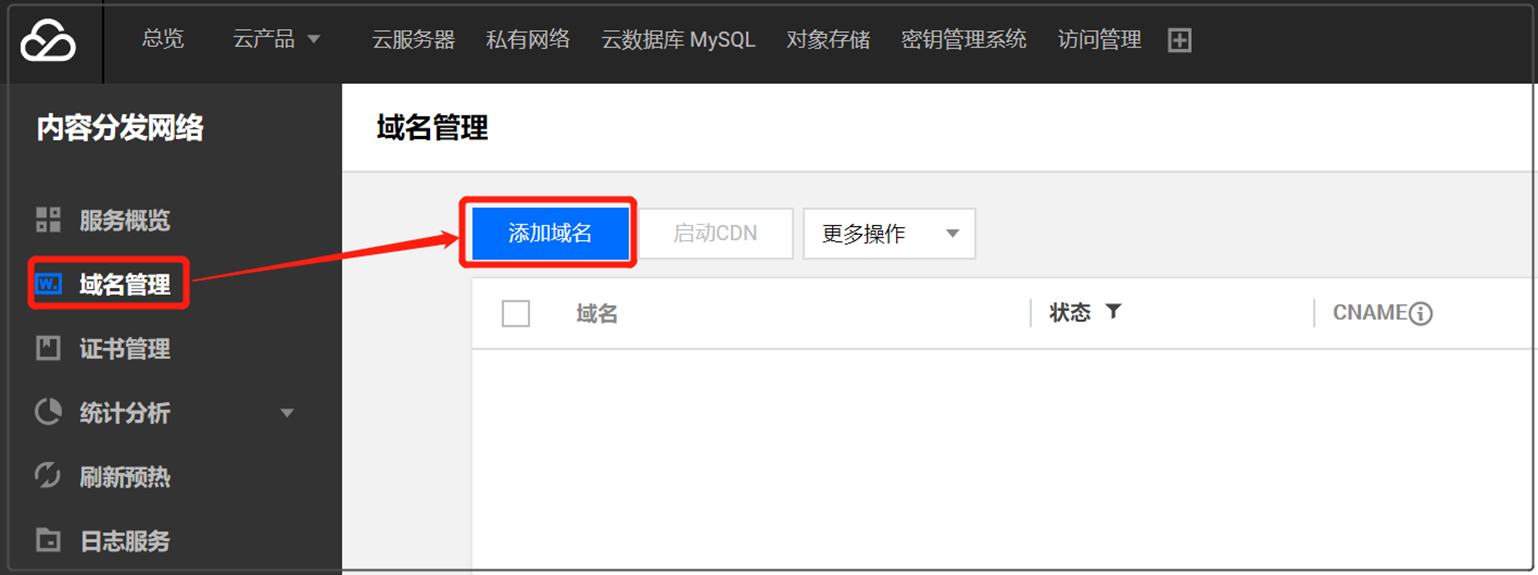 总览 云产品 云服务器 私有网络 云数据库 MySQL 对象存储 密钥管理系统 访问管理
内容分发网络
域名管理
服务概览
域名管理
证书管理
统计分析
刷新预热
日志服务
添加域名 启动CDN 更多操作
域名 状态 CNAME